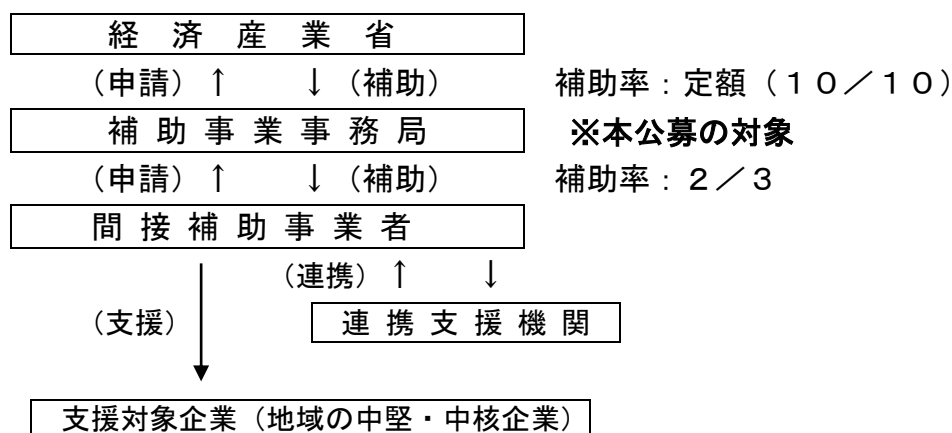 経済産業省
（申請）↑ ↓（補助） 補助率：定額（１０／１０）
補助事業事務局 ※本公募の対象
（申請）↑ ↓（補助） 補助率：２／３
間接補助事業者
（連携）↑ ↓
（支援） 連携支援機関
支援対象企業（地域の中堅・中核企業）